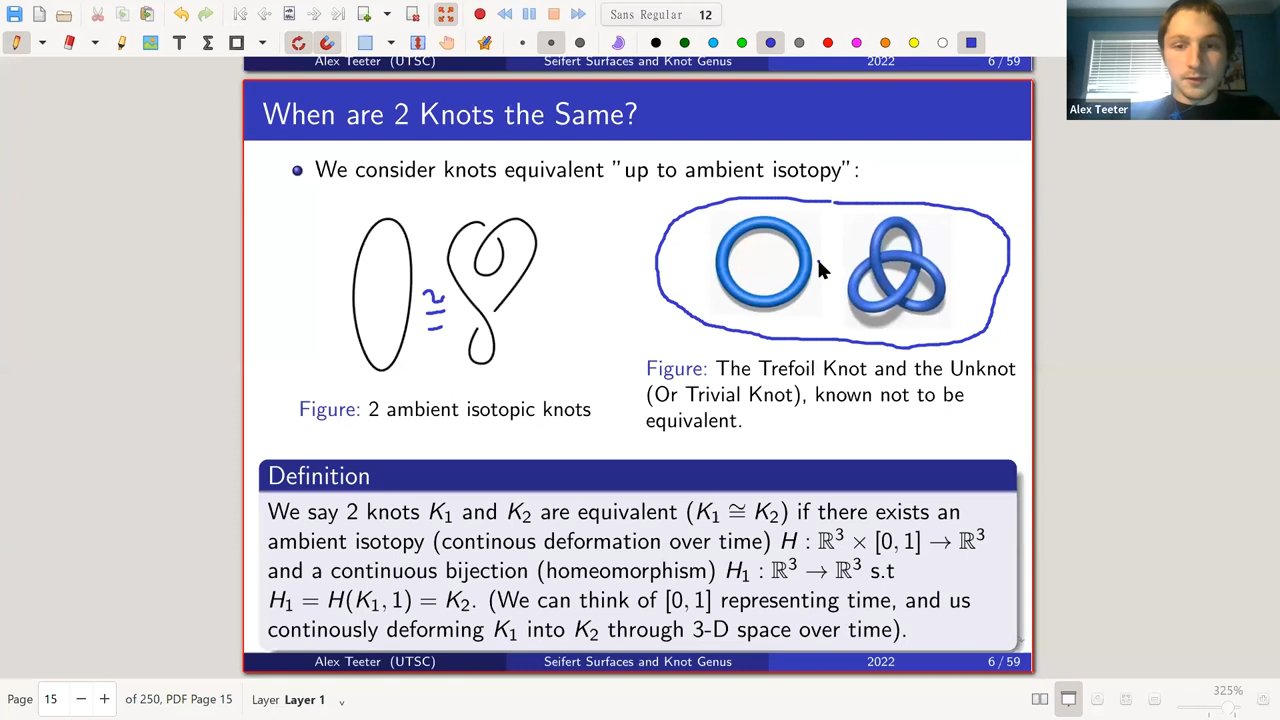 Sans Regular 12
Alex Teeter (UTSC) Seifert Surfaces and Knot Genus 2022 6 / 59
Alex Teeter
When are 2 Knots the Same?
We consider knots equivalent "up to ambient isotopy":
≅
Figure: 2 ambient isotopic knots
Figure: The Trefoil Knot and the Unknot
(Or Trivial Knot), known not to be
equivalent.
Definition
We say 2 knots K₁ and K₂ are equivalent (K₁ ≅ K₂) if there exists an
ambient isotopy (continous deformation over time) H : ℝ³ × [0, 1] → ℝ³
and a continuous bijection (homeomorphism) H₁ : ℝ³ → ℝ³ s.t
H₁ = H(K₁, 1) = K₂. (We can think of [0, 1] representing time, and us
continously deforming K₁ into K₂ through 3-D space over time).
Alex Teeter (UTSC) Seifert Surfaces and Knot Genus 2022 6 / 59
Page 15 of 250, PDF Page 15 Layer Layer 1 325%